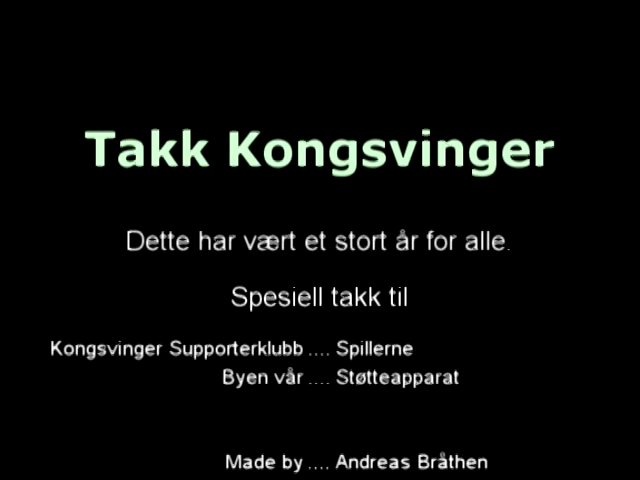 Takk Kongsvinger
Dette har vært et stort år for alle.
Spesiell takk til
Kongsvinger Supporterklubb .... Spillerne
Byen vår .... Støtteapparat
Made by .... Andreas Bråthen